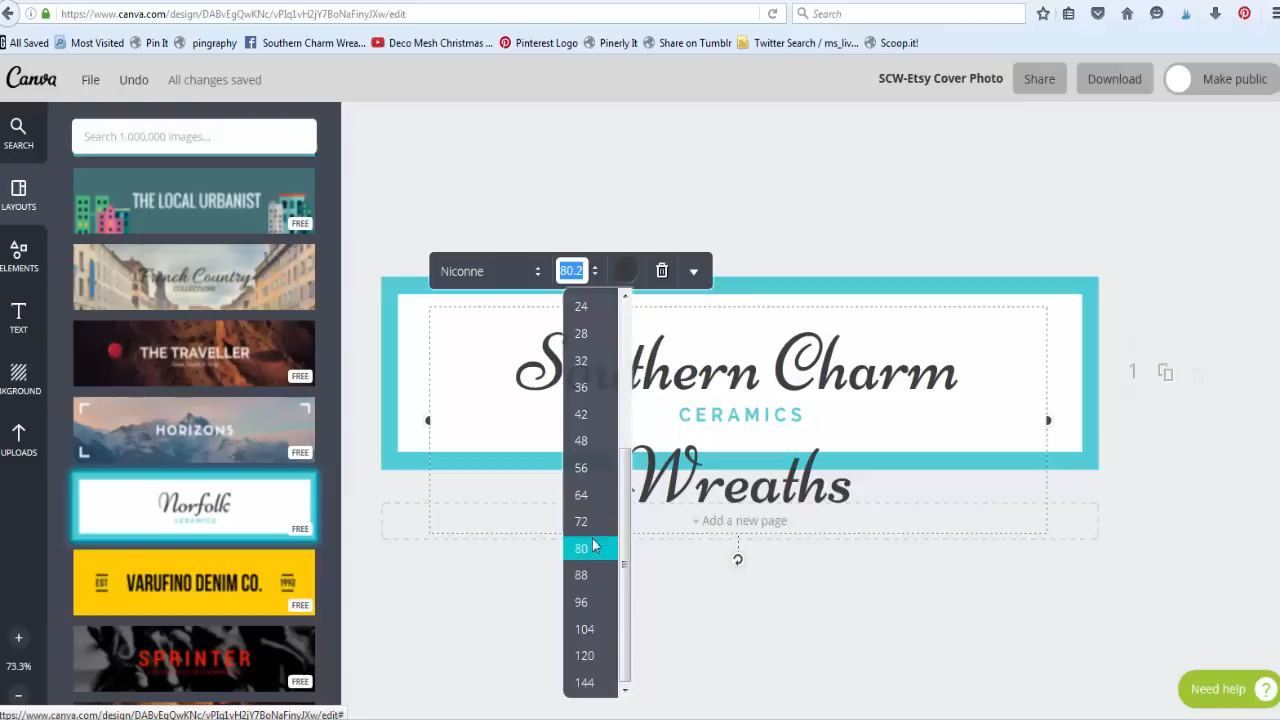 https://www.canva.com/design/DABvEgQwKNc/vPIq1vH2jY7BoNaFinyJXw/edit
Search
All Saved Most Visited Pin It pingraphy Southern Charm Wrea... Deco Mesh Christmas ... Pinterest Logo Pinerly It Share on Tumblr Twitter Search / ms_liv... Scoop.it!
Canva File Undo All changes saved SCW-Etsy Cover Photo Share Download Make public
Search 1,000,000 images...
SEARCH
LAYOUTS
ELEMENTS
TEXT
BACKGROUND
UPLOADS
+
73.3%
THE LOCAL URBANIST
FREE
French Country
COLLECTIONS
FREE
THE TRAVELLER
FREE
HORIZONS
FREE
Norfolk
CERAMICS
FREE
EST VARUFINO DENIM CO. 1992
FREE
SPRINTER
FREE
Niconne 80.2
24
28
32
36
42
48
56
64
72
80
88
96
104
120
144
Southern Charm
CERAMICS
Wreaths
+ Add a new page
1
Need help ?
https://www.canva.com/design/DABvEgQwKNc/vPIq1vH2jY7BoNaFinyJXw/edit#